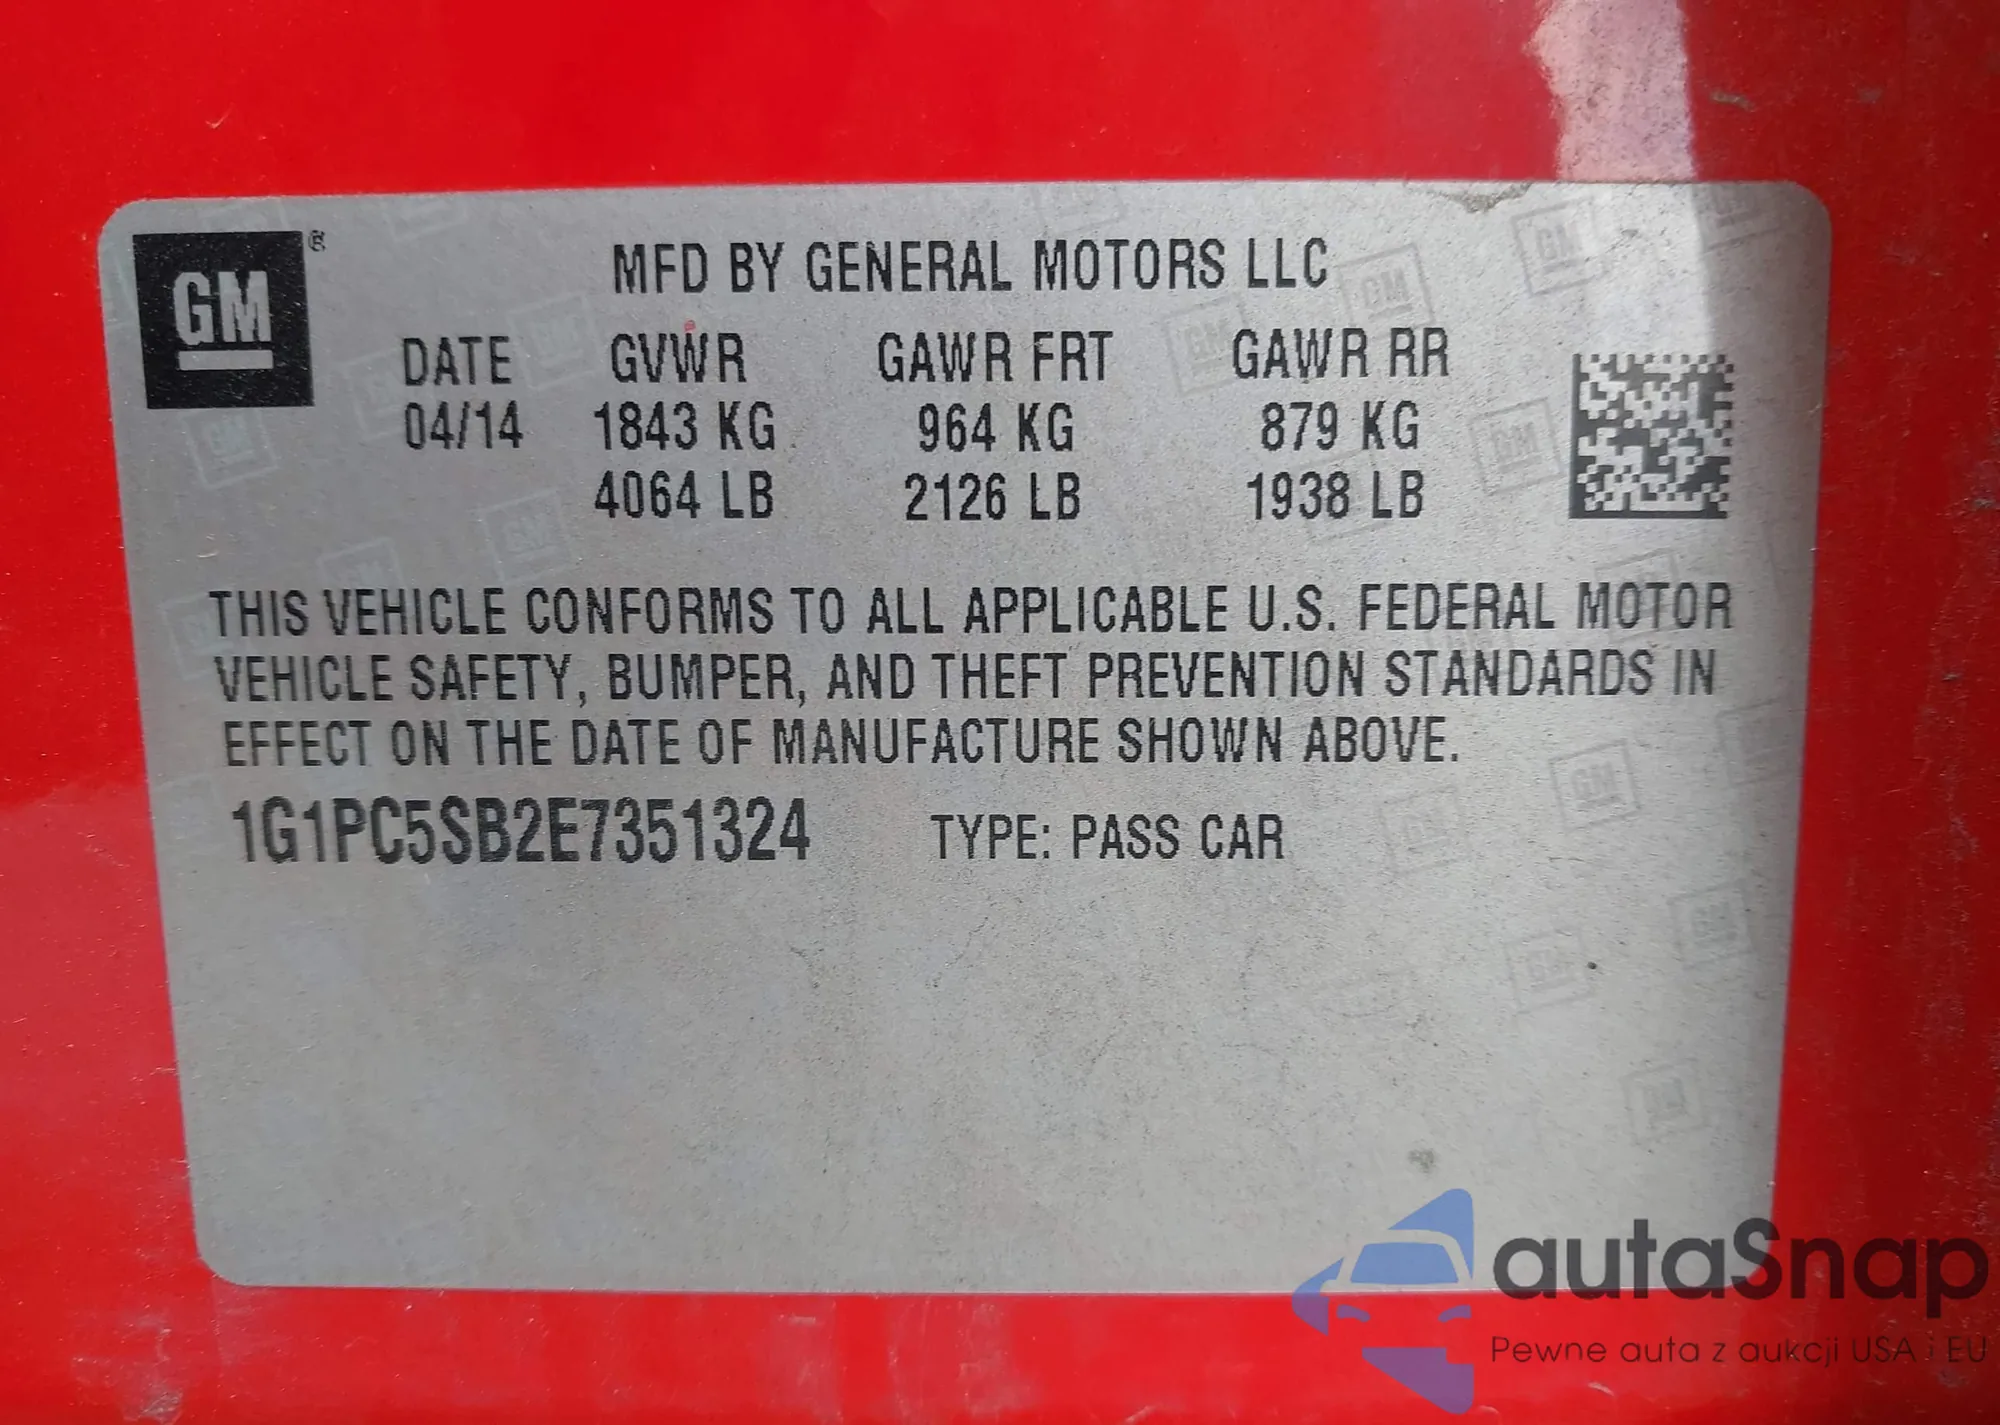 GM ®
MFD BY GENERAL MOTORS LLC
DATE GVWR GAWR FRT GAWR RR
04/14 1843 KG 964 KG 879 KG
4064 LB 2126 LB 1938 LB
THIS VEHICLE CONFORMS TO ALL APPLICABLE U.S. FEDERAL MOTOR
VEHICLE SAFETY, BUMPER, AND THEFT PREVENTION STANDARDS IN
EFFECT ON THE DATE OF MANUFACTURE SHOWN ABOVE.
1G1PC5SB2E7351324 TYPE: PASS CAR
autaSnap
Pewne auta z aukcji USA i EU